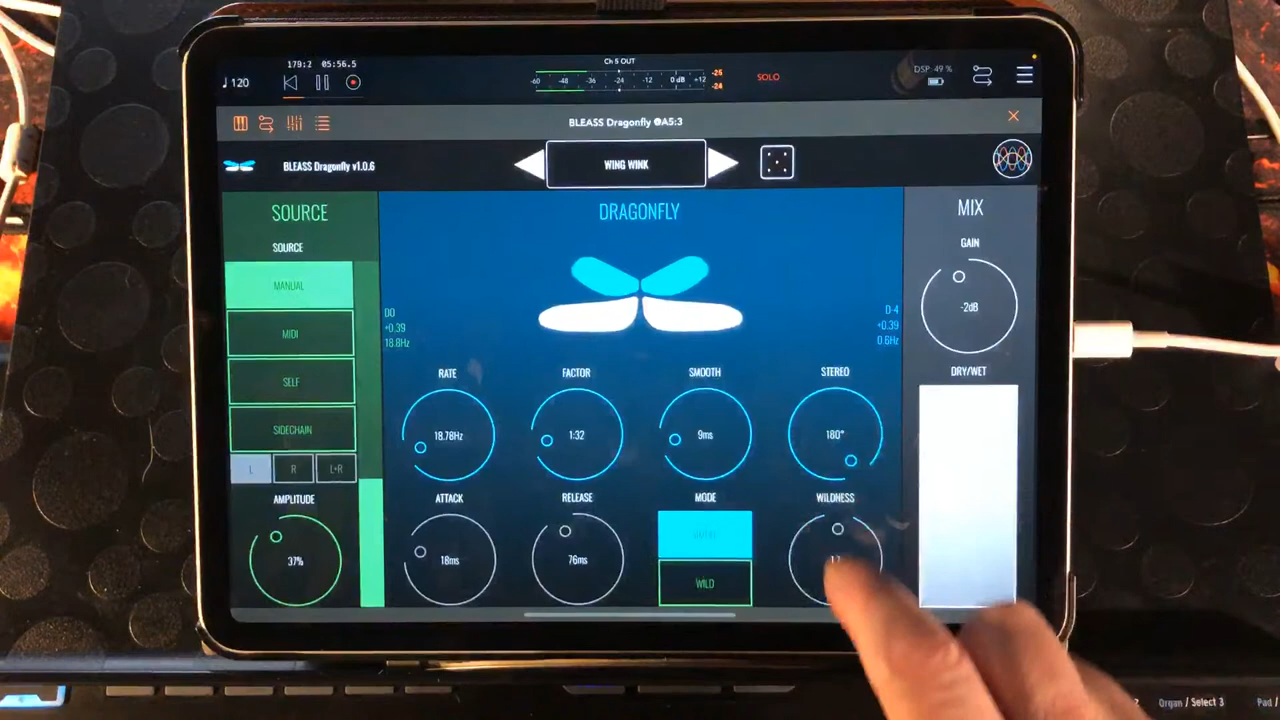 179:2 05:56.5
120
Ch 5 OUT
-60 -48 -36 -24 -12 0 dB +12
-26
-24
SOLO
DSP: 49 %
BLEASS Dragonfly @A5:3
BLEASS Dragonfly v1.0.6
WING WINK
SOURCE
DRAGONFLY
MIX
SOURCE
GAIN
MANUAL
-2dB
MIDI
D0
+0.39
18.8Hz
D-4
+0.39
0.6Hz
SELF
RATE FACTOR SMOOTH STEREO
DRY/WET
SIDECHAIN
18.78Hz 1:32 9ms 180°
L R L+R
AMPLITUDE
ATTACK RELEASE MODE WILDNESS
37%
18ms 76ms
WILD
2
Organ / Select 3
Pad /